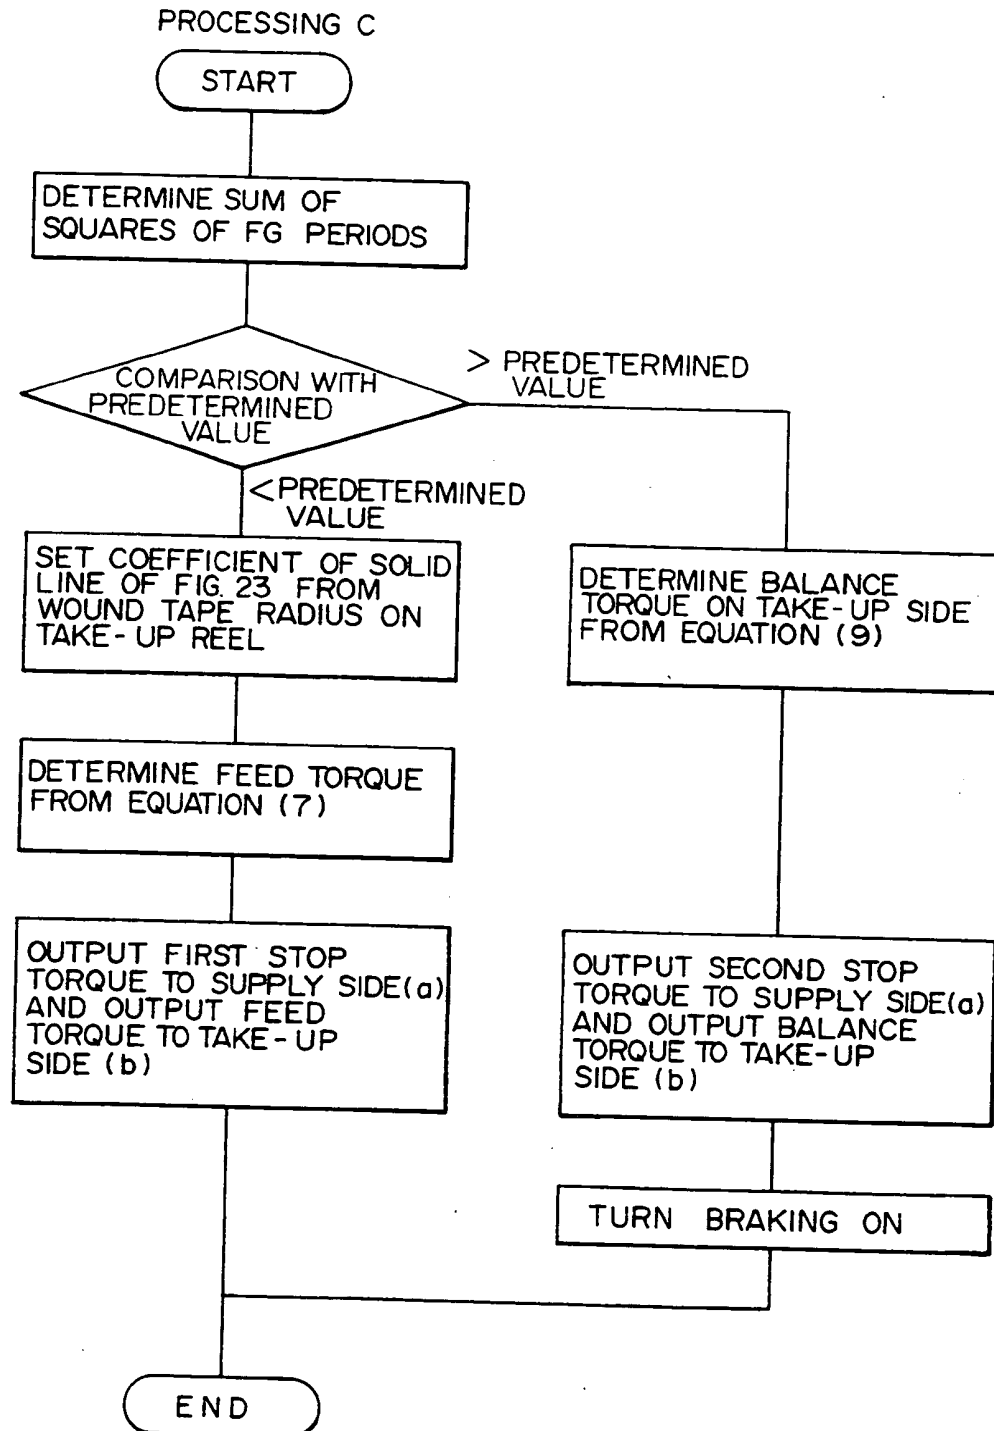 PROCESSING C
START
DETERMINE SUM OF
SQUARES OF FG PERIODS
COMPARISON WITH
PREDETERMINED
VALUE
> PREDETERMINED
VALUE
< PREDETERMINED
VALUE
SET COEFFICIENT OF SOLID
LINE OF FIG. 23 FROM
WOUND TAPE RADIUS ON
TAKE-UP REEL
DETERMINE FEED TORQUE
FROM EQUATION (7)
OUTPUT FIRST STOP
TORQUE TO SUPPLY SIDE(a)
AND OUTPUT FEED
TORQUE TO TAKE-UP
SIDE (b)
DETERMINE BALANCE
TORQUE ON TAKE-UP SIDE
FROM EQUATION (9)
OUTPUT SECOND STOP
TORQUE TO SUPPLY SIDE(a)
AND OUTPUT BALANCE
TORQUE TO TAKE-UP
SIDE (b)
TURN BRAKING ON
END